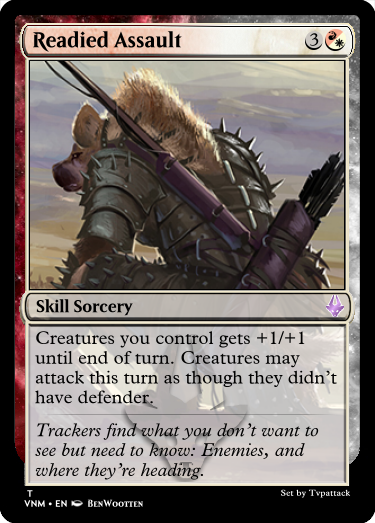 Readied Assault 3
Skill Sorcery
Creatures you control gets +1/+1
until end of turn. Creatures may
attack this turn as though they didn't
have defender.
Trackers find what you don't want to
see but need to know: Enemies, and
where they're heading.
T
VNM • EN BenWootten
Set by Tvpattack